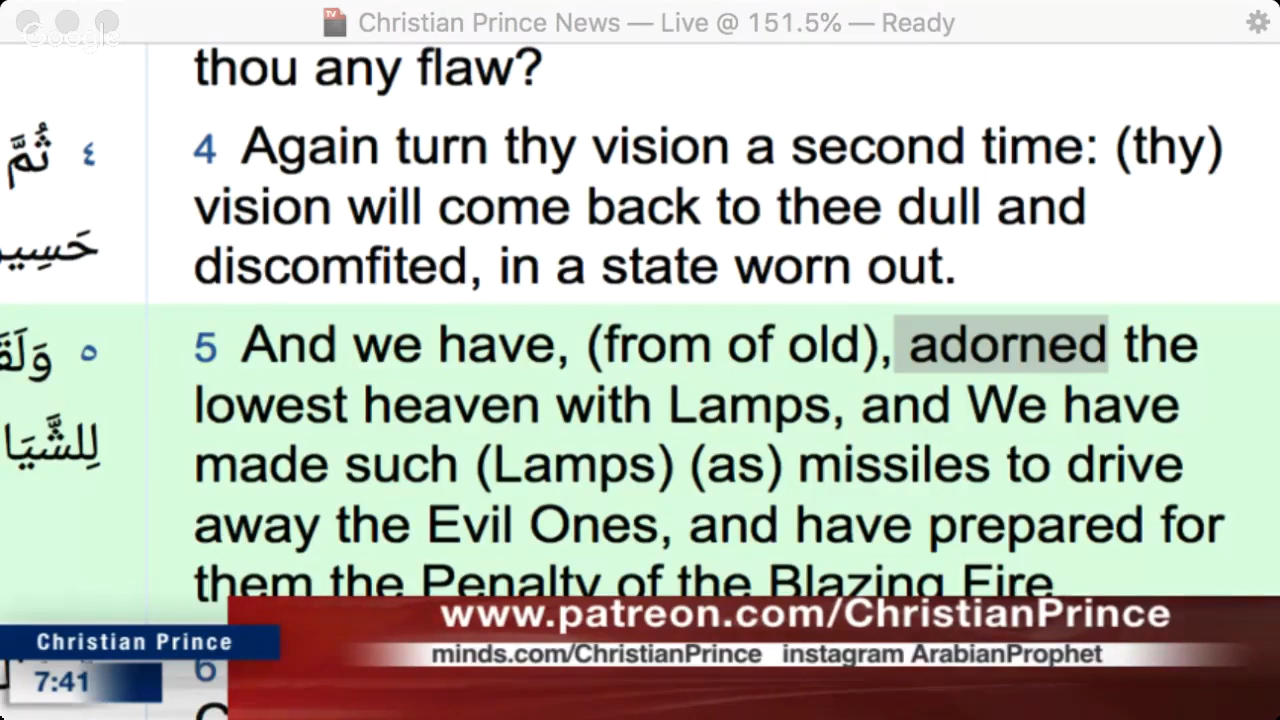 Christian Prince News — Live @ 151.5% — Ready
Google
thou any flaw?
ثُمَّ ٤
4 Again turn thy vision a second time: (thy)
vision will come back to thee dull and
discomfited, in a state worn out.
٥
5 And we have, (from of old), adorned the
lowest heaven with Lamps, and We have
made such (Lamps) (as) missiles to drive
away the Evil Ones, and have prepared for
them the Penalty of the Blazing Fire
www.patreon.com/ChristianPrince
Christian Prince
minds.com/ChristianPrince instagram ArabianProphet
7:41
6